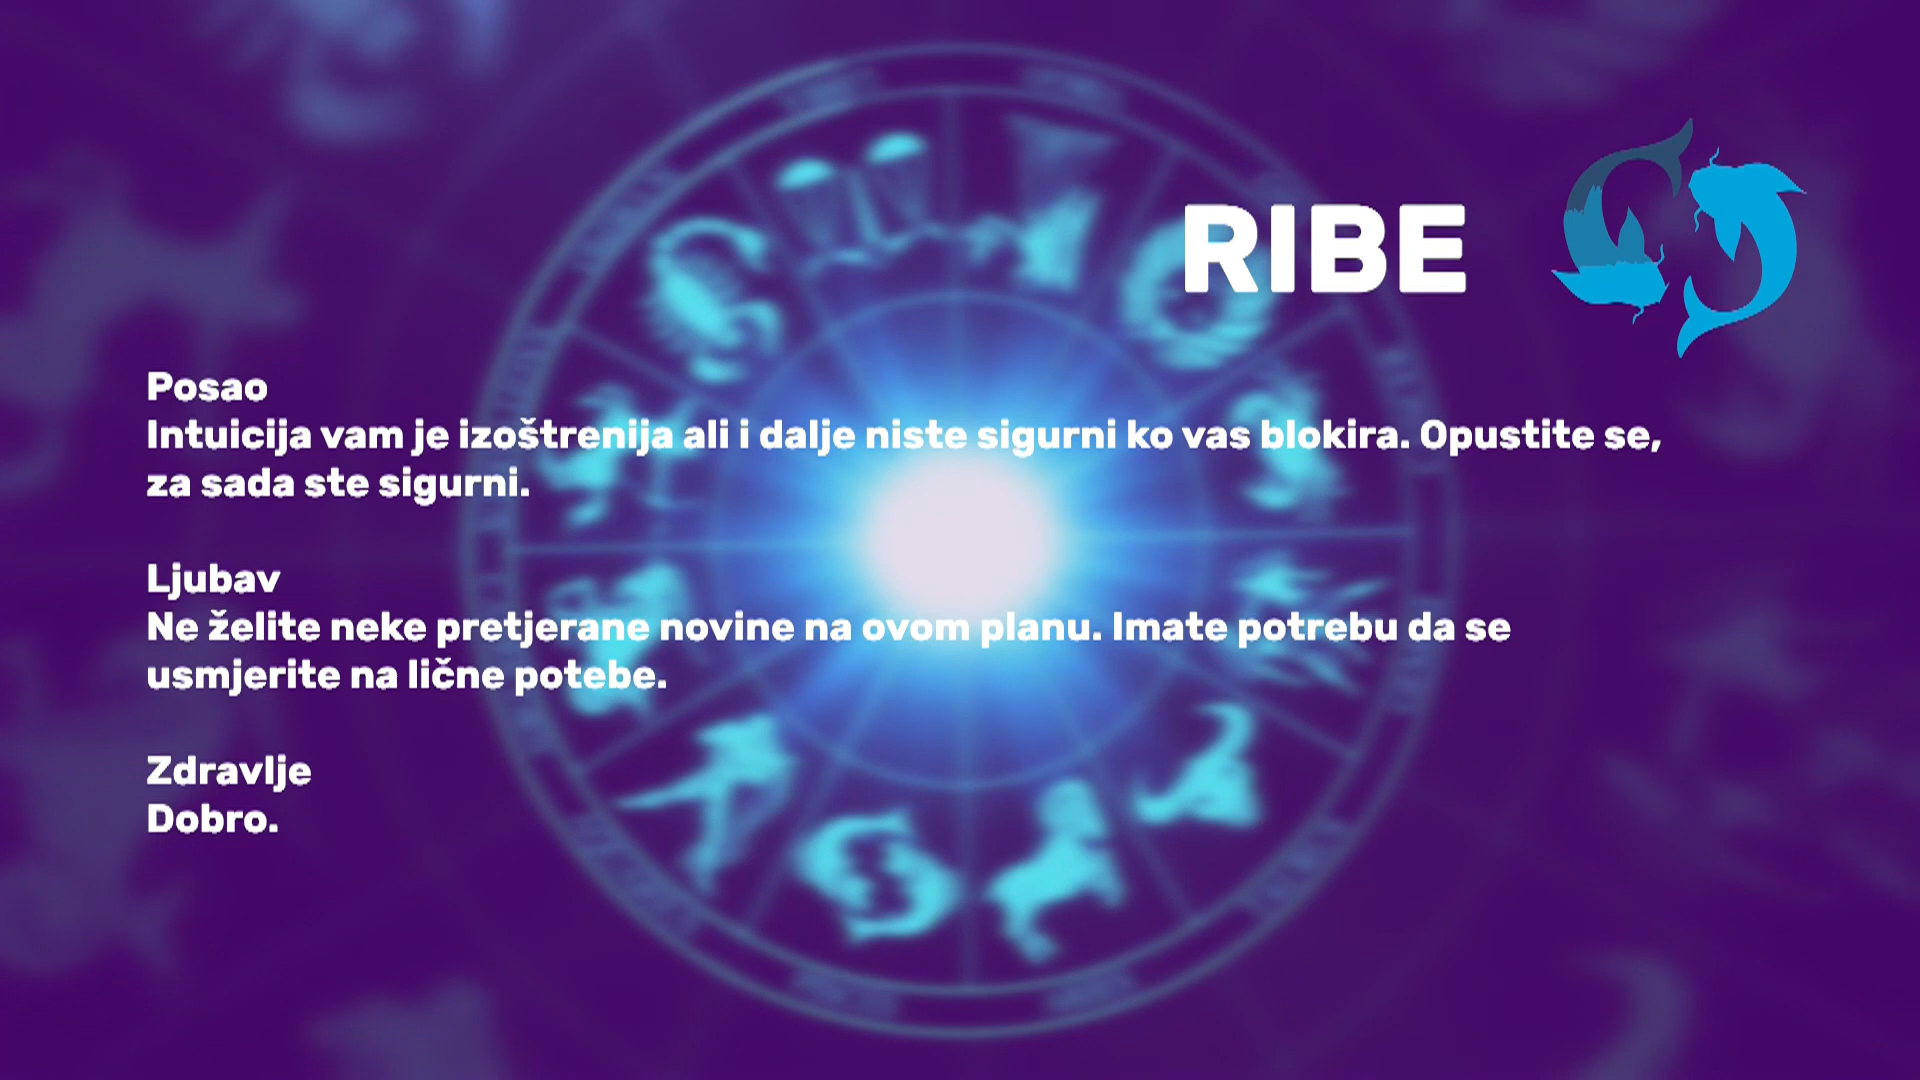 RIBE
Posao
Intuicija vam je izoštrenija ali i dalje niste sigurni ko vas blokira. Opustite se,
za sada ste sigurni.
Ljubav
Ne želite neke pretjerane novine na ovom planu. Imate potrebu da se
usmjerite na lične potebe.
Zdravlje
Dobro.